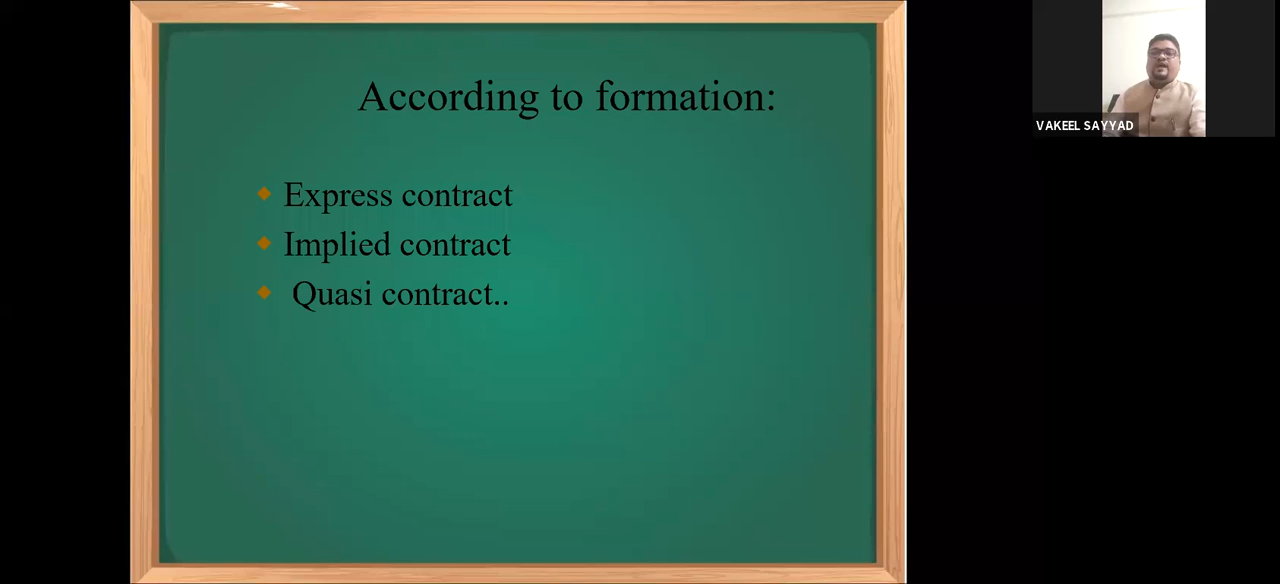 According to formation:
Express contract
Implied contract
Quasi contract..
VAKEEL SAYYAD